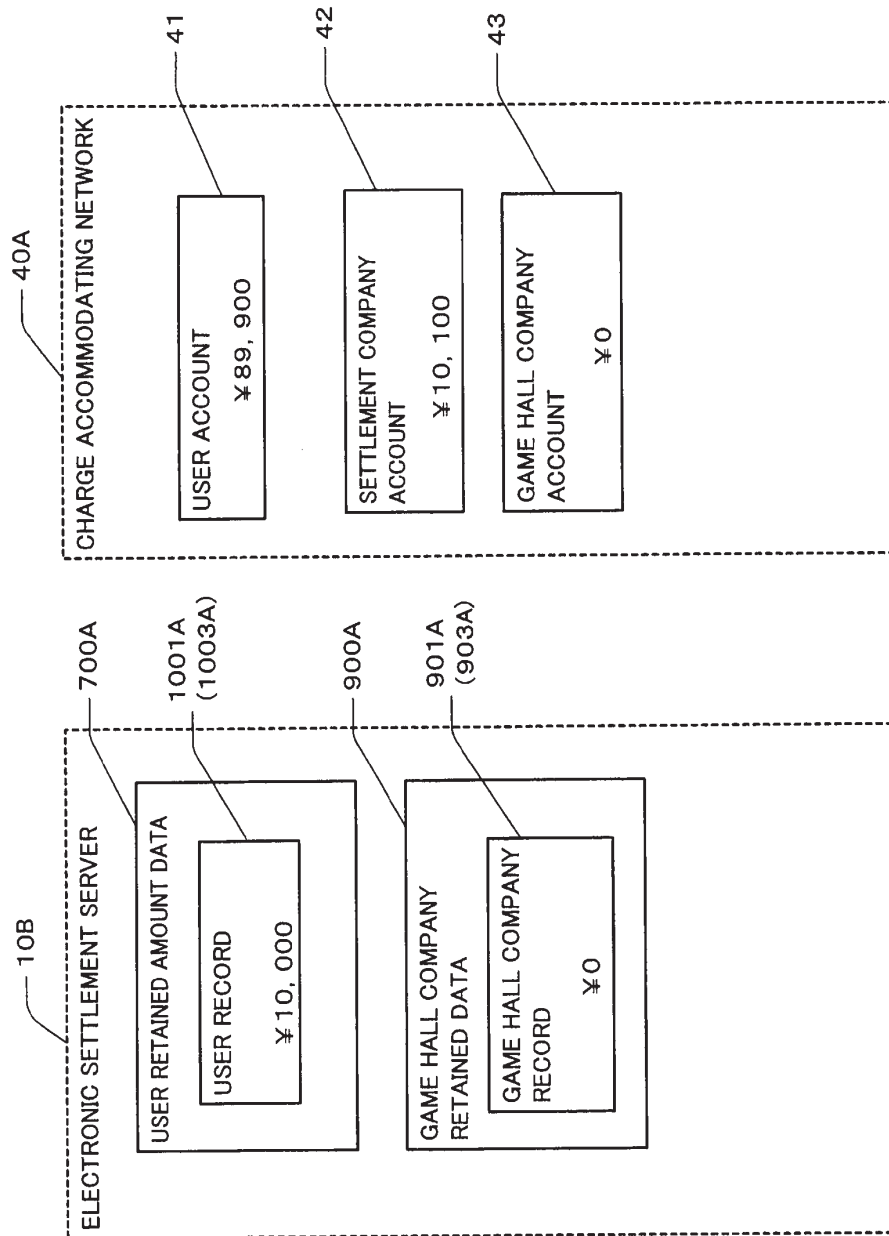 10B
ELECTRONIC SETTLEMENT SERVER
700A
USER RETAINED AMOUNT DATA
1001A
(1003A)
USER RECORD
¥10, 000
900A
GAME HALL COMPANY
RETAINED DATA
901A
(903A)
GAME HALL COMPANY
RECORD
¥0
40A
CHARGE ACCOMMODATING NETWORK
41
USER ACCOUNT
¥89, 900
42
SETTLEMENT COMPANY
ACCOUNT
¥10, 100
43
GAME HALL COMPANY
ACCOUNT
¥0